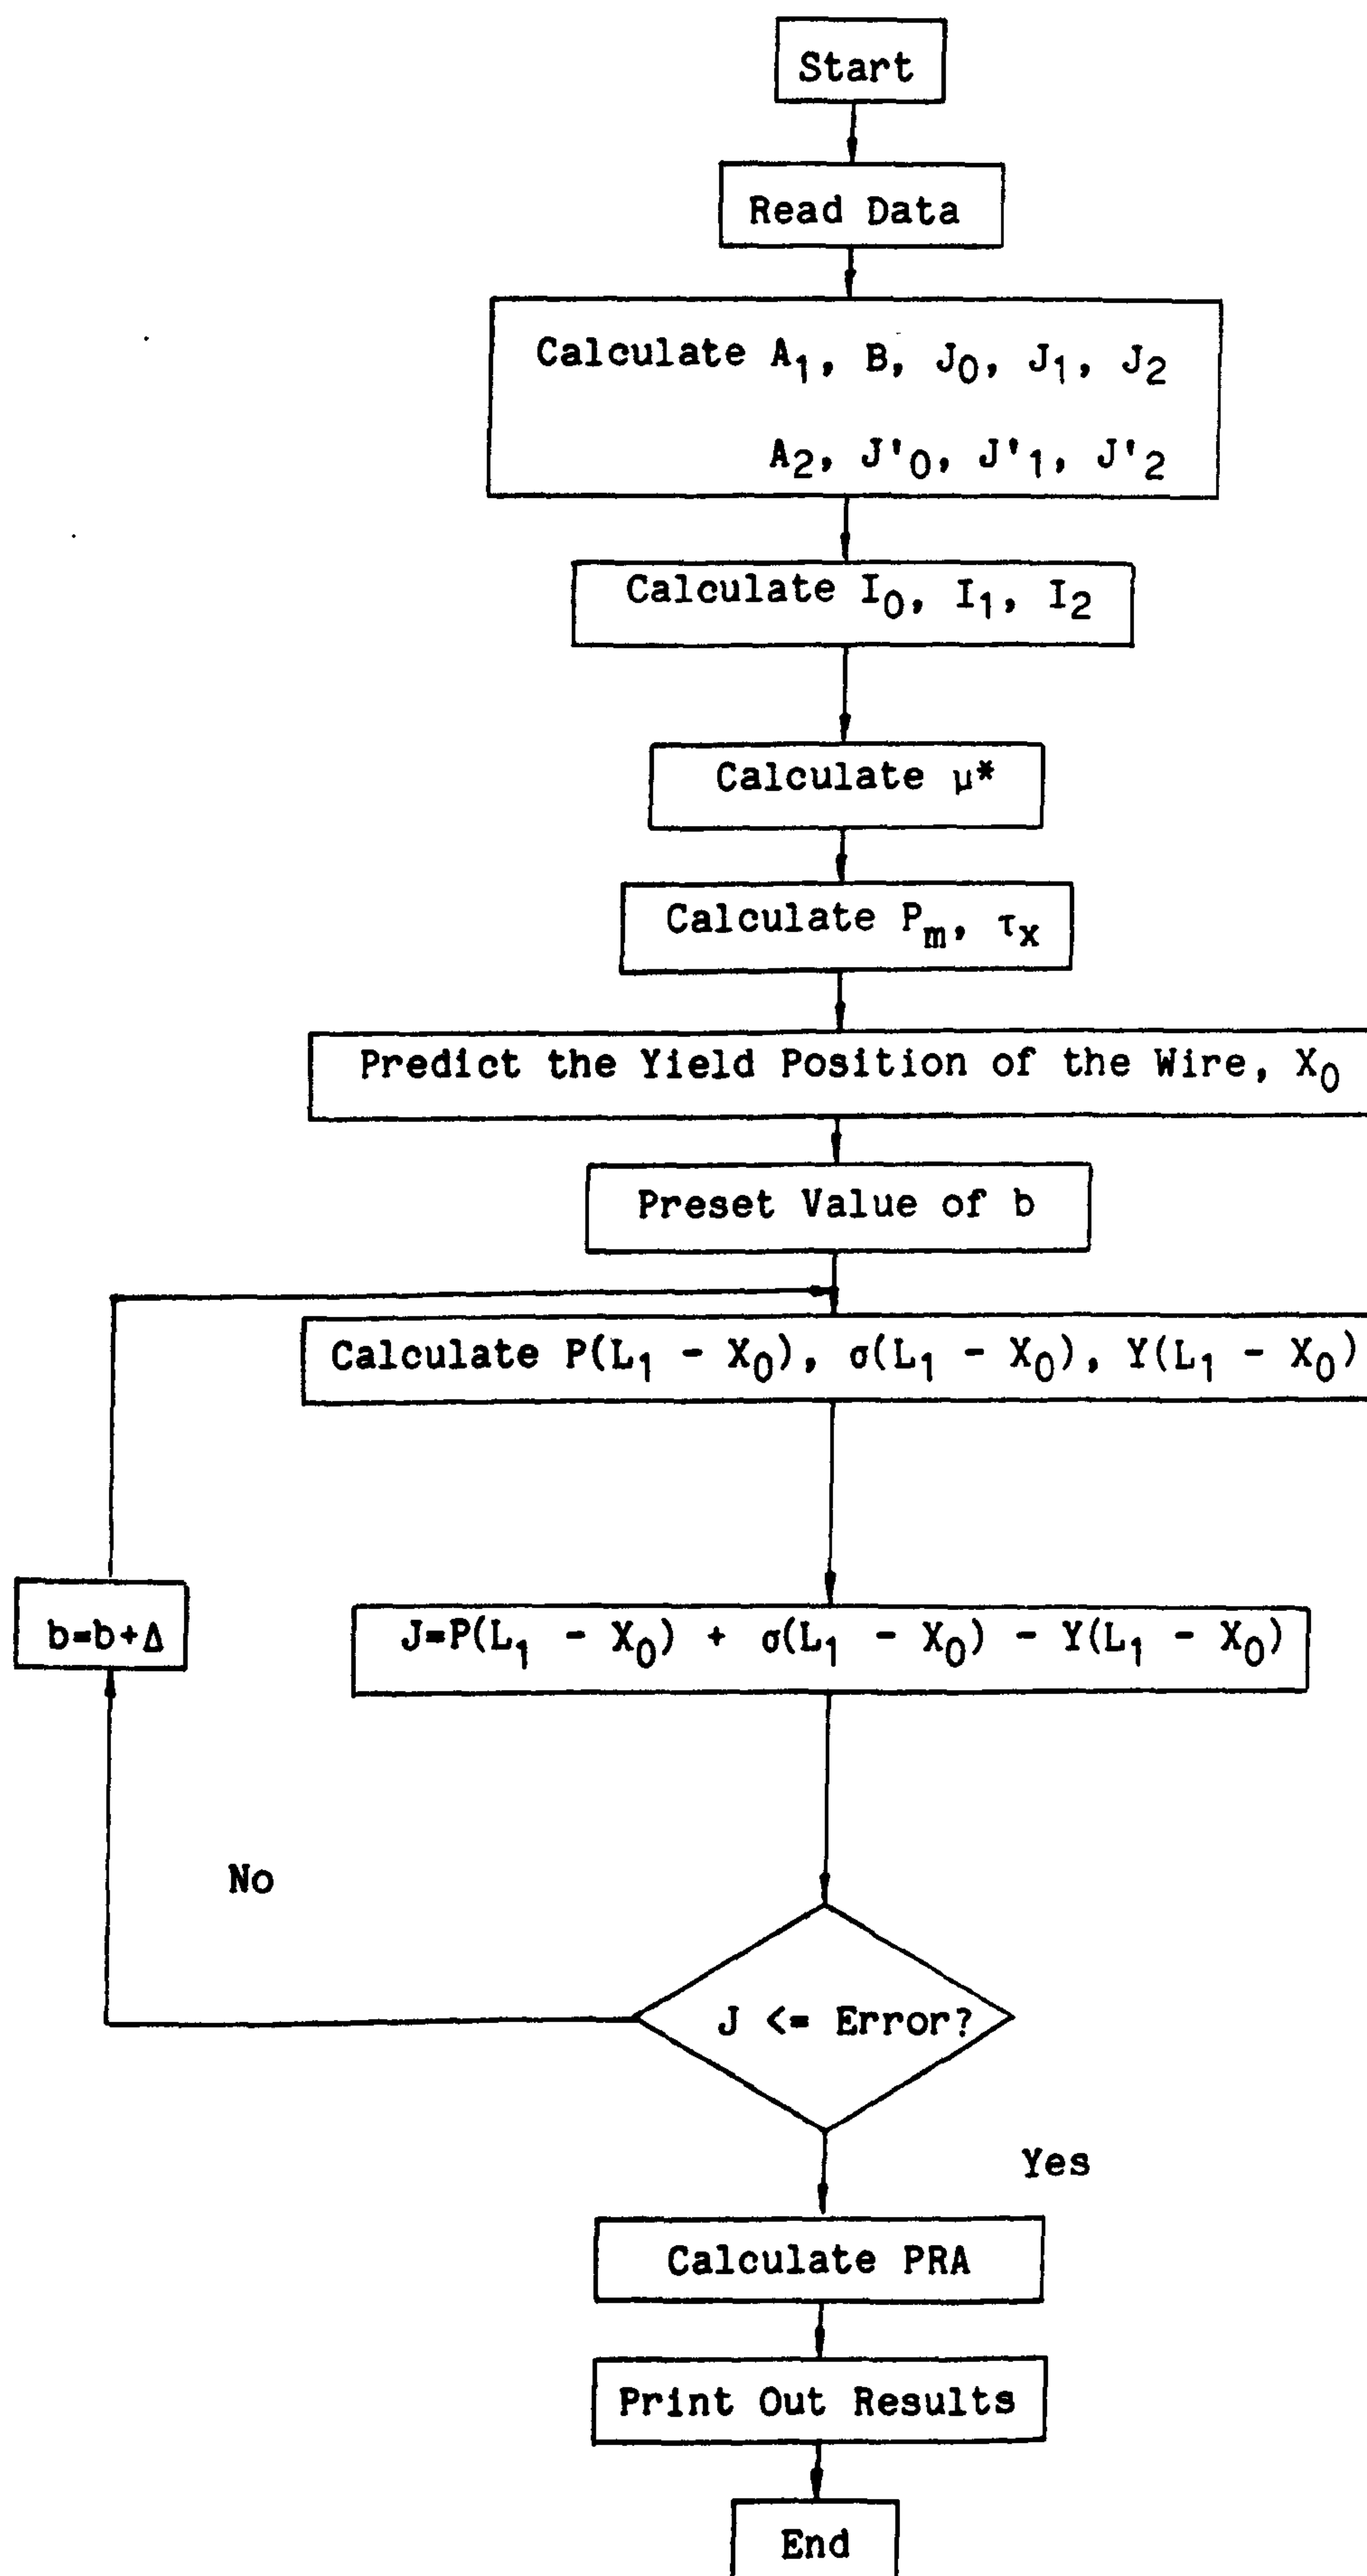 Start
Read Data
Calculate A₁, B, J₀, J₁, J₂
A₂, J'₀, J'₁, J'₂
Calculate I₀, I₁, I₂
Calculate μ*
Calculate Pₘ, τₓ
Predict the Yield Position of the Wire, X₀
Preset Value of b
Calculate P(L₁ - X₀), σ(L₁ - X₀), Y(L₁ - X₀)
b=b+Δ
J=P(L₁ - X₀) + σ(L₁ - X₀) - Y(L₁ - X₀)
No
J <= Error?
Yes
Calculate PRA
Print Out Results
End